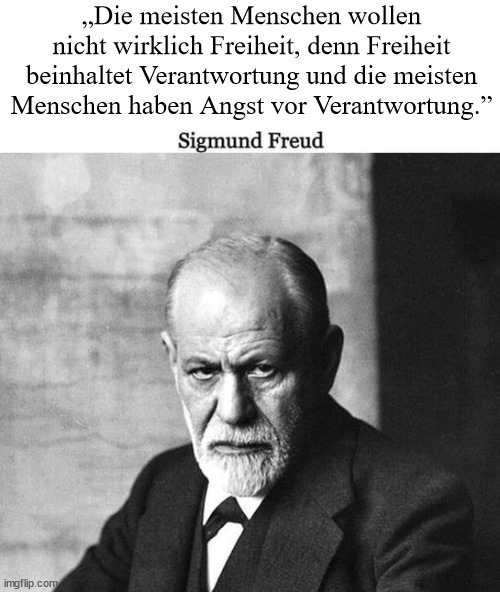 „Die meisten Menschen wollen
nicht wirklich Freiheit, denn Freiheit
beinhaltet Verantwortung und die meisten
Menschen haben Angst vor Verantwortung.”
Sigmund Freud
imgflip.com